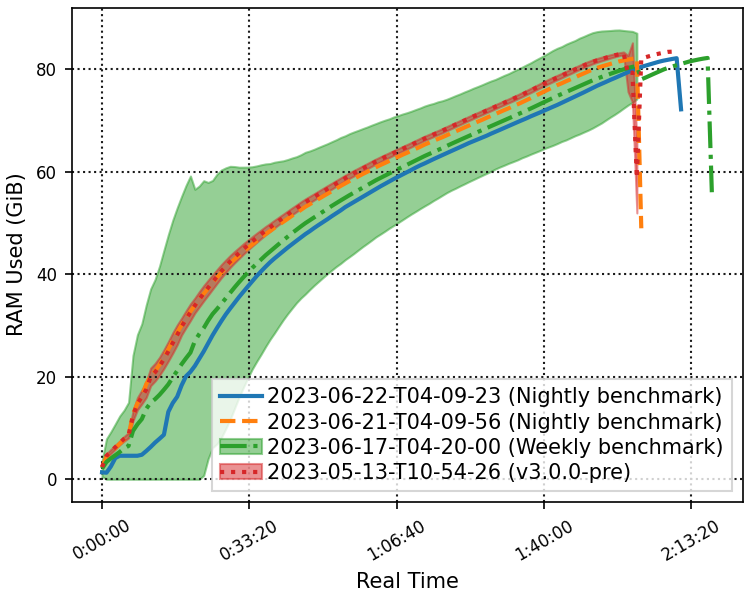 80
60
40
20
0
RAM Used (GiB)
2023-06-22-T04-09-23 (Nightly benchmark)
2023-06-21-T04-09-56 (Nightly benchmark)
2023-06-17-T04-20-00 (Weekly benchmark)
2023-05-13-T10-54-26 (v3.0.0-pre)
0:00:00 0:33:20 1:06:40 1:40:00 2:13:20
Real Time